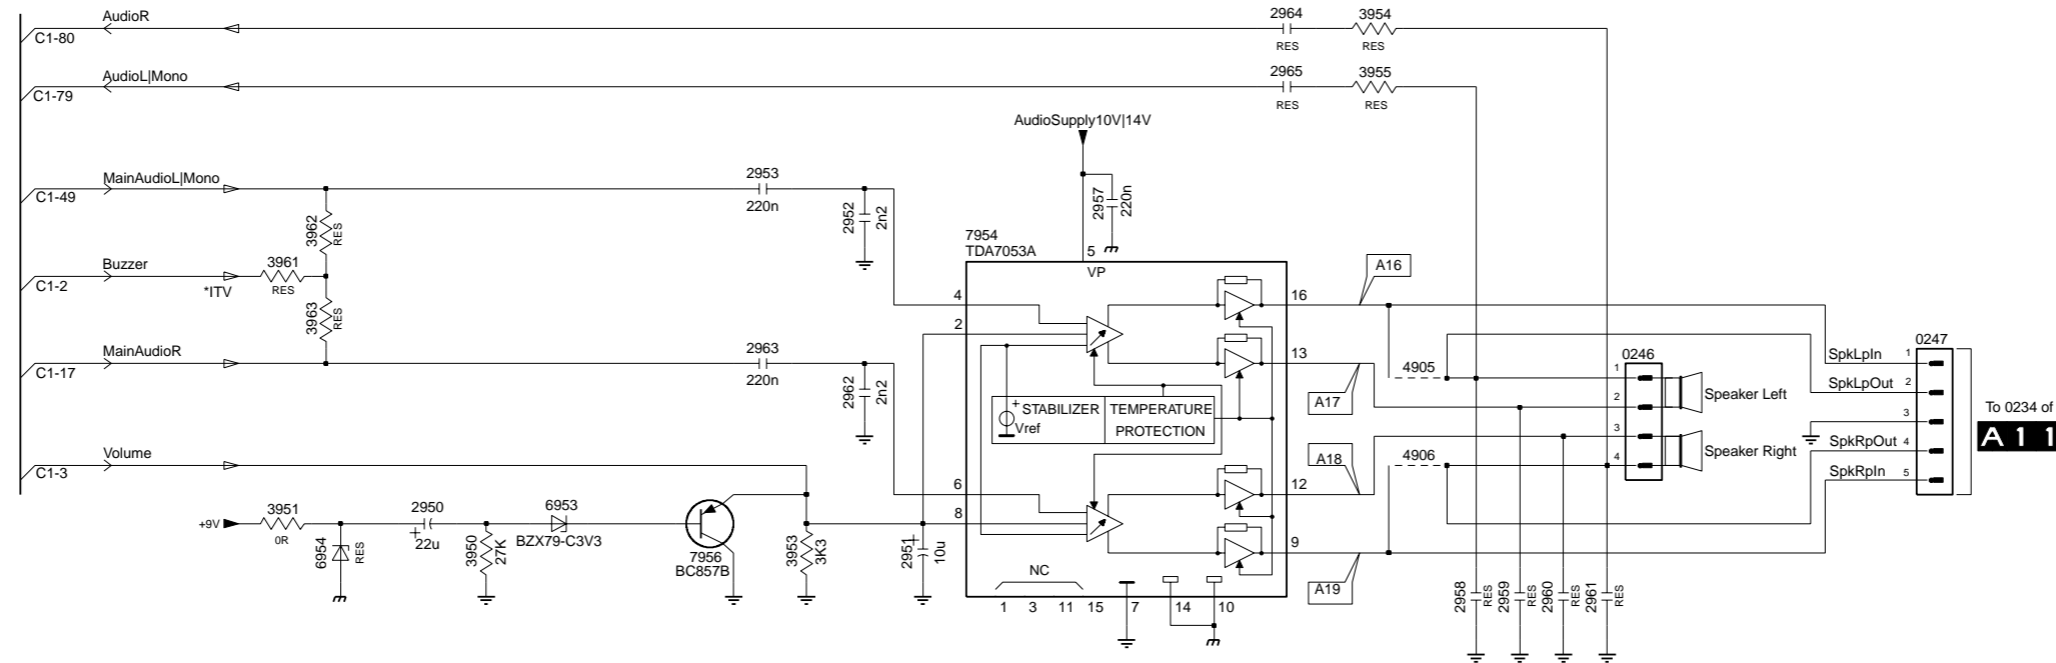 AudioR
C1-80
2964
RES
3954
RES
AudioL|Mono
C1-79
2965
RES
3955
RES
AudioSupply10V|14V
MainAudioL|Mono
C1-49
2953
220n
2952
2n2
2957
220n
3962
RES
7954
TDA7053A
5
VP
Buzzer
C1-2
*ITV
3961
RES
3963
RES
A16
4
16
2
MainAudioR
C1-17
2963
220n
2962
2n2
13
A17
4905
0246
1
2
3
4
Speaker Left
Speaker Right
0247
SpkLpIn 1
SpkLpOut 2
3
SpkRpOut 4
SpkRpIn 5
To 0234 of
A11
+ STABILIZER
Vref
TEMPERATURE
PROTECTION
Volume
C1-3
A18
4906
6
12
8
+9V
3951
0R
6954
RES
2950
+
22u
3950
27K
6953
BZX79-C3V3
7956
BC857B
3953
3K3
2951
+
10u
9
A19
NC
1 3 11 15 7 14 10
2958
RES
2959
RES
2960
RES
2961
RES